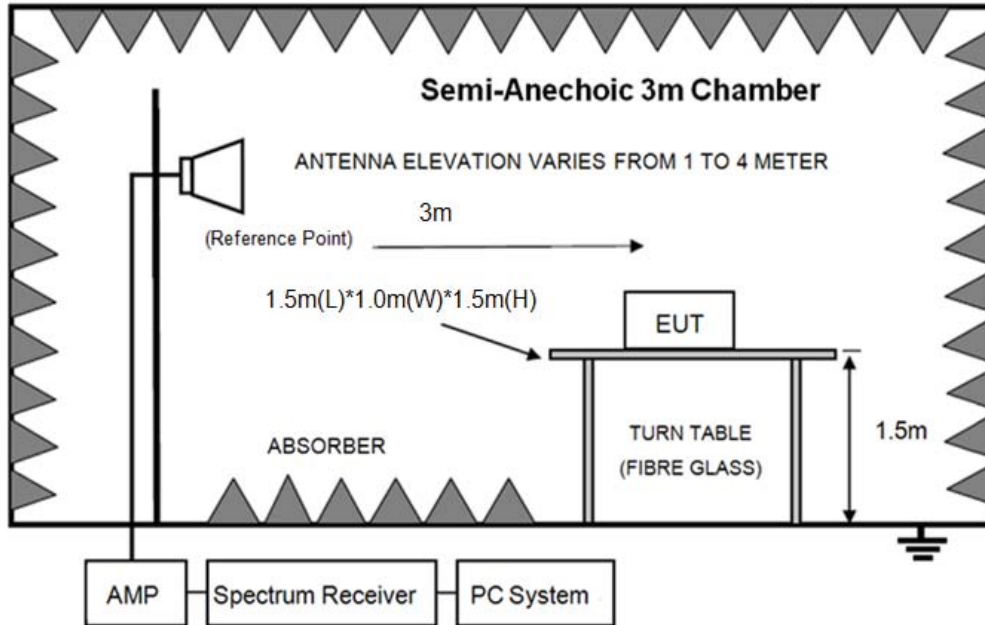 Semi-Anechoic 3m Chamber
ANTENNA ELEVATION VARIES FROM 1 TO 4 METER
3m
(Reference Point)
1.5m(L)*1.0m(W)*1.5m(H)
EUT
1.5m
TURN TABLE
(FIBRE GLASS)
ABSORBER
AMP
Spectrum Receiver
PC System